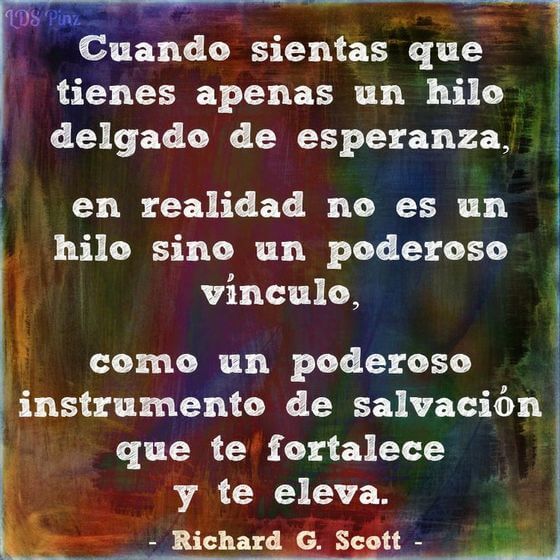 LDS Pinz
Cuando sientas que
tienes apenas un hilo
delgado de esperanza,
en realidad no es un
hilo sino un poderoso
vínculo,
como un poderoso
instrumento de salvación
que te fortalece
y te eleva.
- Richard G. Scott -